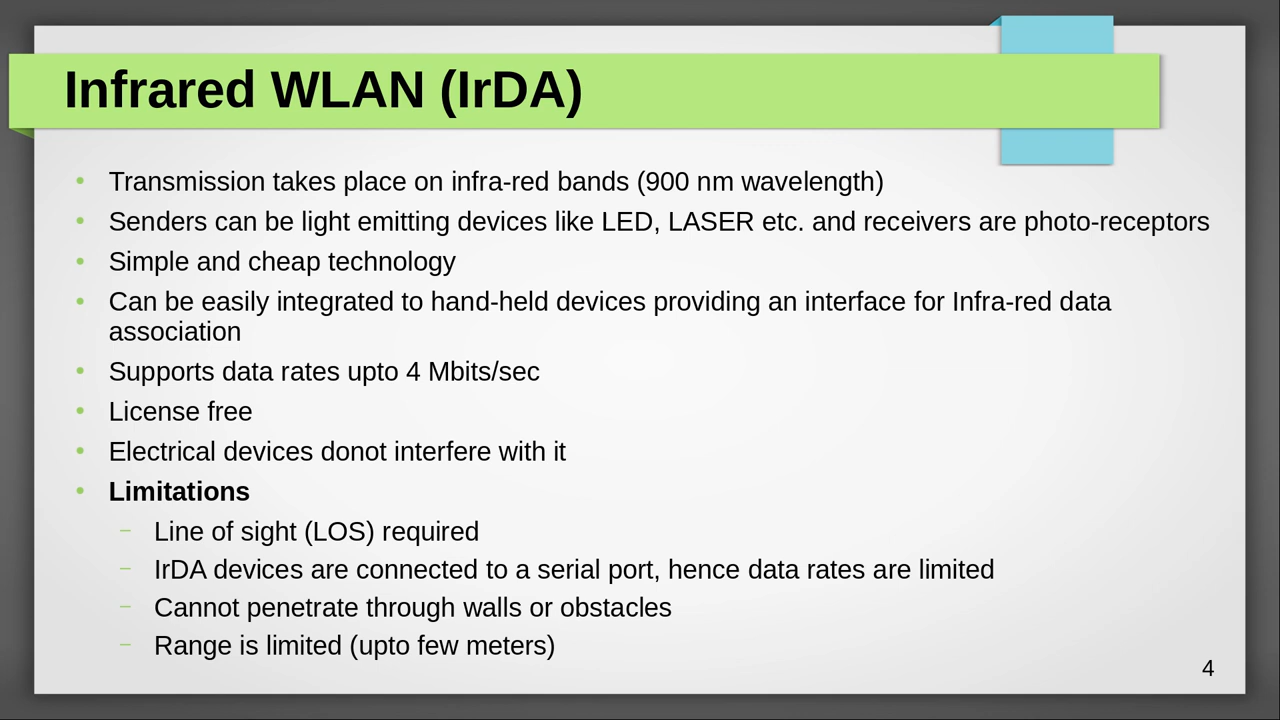 Infrared WLAN (IrDA)
• Transmission takes place on infra-red bands (900 nm wavelength)
• Senders can be light emitting devices like LED, LASER etc. and receivers are photo-receptors
• Simple and cheap technology
• Can be easily integrated to hand-held devices providing an interface for Infra-red data
association
• Supports data rates upto 4 Mbits/sec
• License free
• Electrical devices donot interfere with it
• Limitations
– Line of sight (LOS) required
– IrDA devices are connected to a serial port, hence data rates are limited
– Cannot penetrate through walls or obstacles
– Range is limited (upto few meters)
4